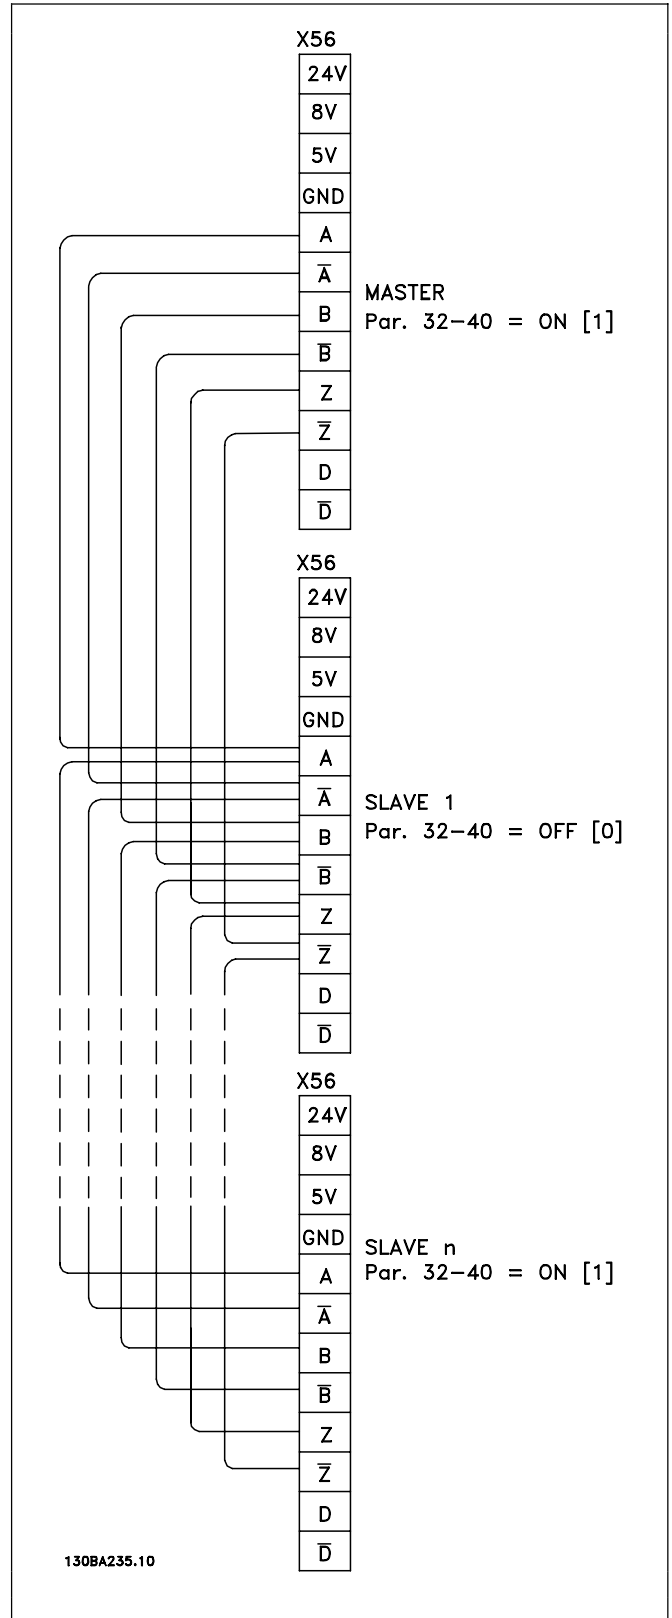 X56
24V
8V
5V
GND
A
A̅
B
B̅
Z
Z̅
D
D̅
MASTER
Par. 32-40 = ON [1]
X56
24V
8V
5V
GND
A
A̅
B
B̅
Z
Z̅
D
D̅
SLAVE 1
Par. 32-40 = OFF [0]
X56
24V
8V
5V
GND
A
A̅
B
B̅
Z
Z̅
D
D̅
SLAVE n
Par. 32-40 = ON [1]
130BA235.10